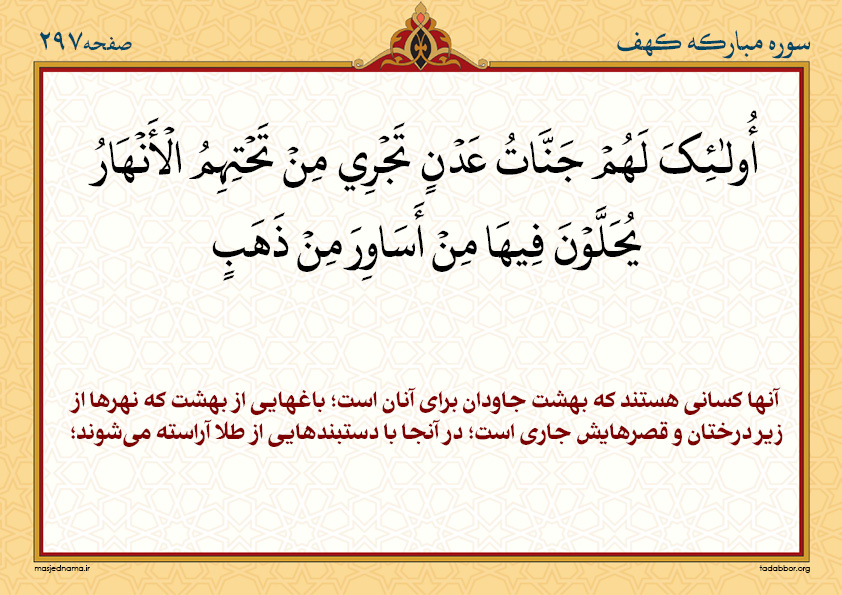 سوره مبارکه کهف
صفحه۲۹۷
أُولَـٰئِكَ لَهُمْ جَنَّاتُ عَدْنٍ تَجْرِي مِنْ تَحْتِهِمُ الْأَنْهَارُ
يُحَلَّوْنَ فِيهَا مِنْ أَسَاوِرَ مِنْ ذَهَبٍ
آنها کسانی هستند که بهشت جاودان برای آنان است؛ باغهایی از بهشت که نهرها از
زیر درختان و قصرهایش جاری است؛ در آنجا با دستبندهایی از طلا آراسته می‌شوند؛
masjednama.ir
tadabbor.org